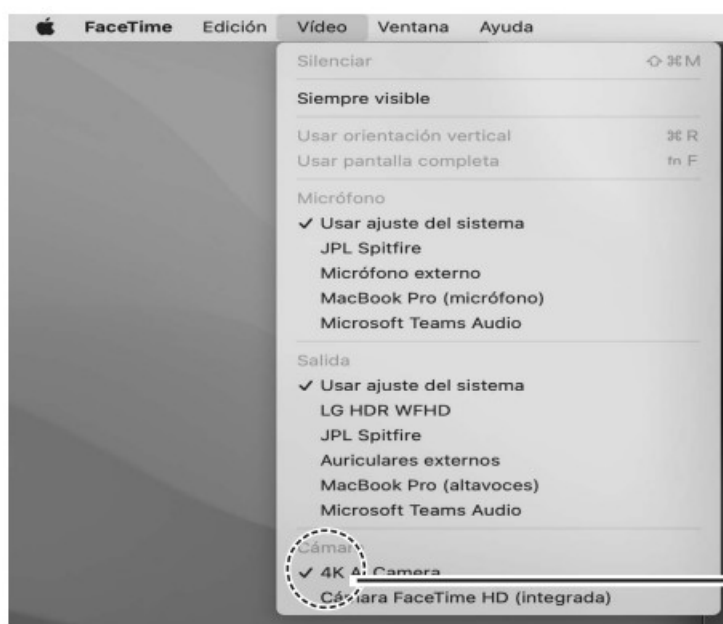 FaceTime Edición Vídeo Ventana Ayuda
Silenciar ⇧⌘M
Siempre visible
Usar orientación vertical ⌘R
Usar pantalla completa fn F
Micrófono
✓ Usar ajuste del sistema
JPL Spitfire
Micrófono externo
MacBook Pro (micrófono)
Microsoft Teams Audio
Salida
✓ Usar ajuste del sistema
LG HDR WFHD
JPL Spitfire
Auriculares externos
MacBook Pro (altavoces)
Microsoft Teams Audio
Cámara
✓ 4K AI Camera
Cámara FaceTime HD (integrada)